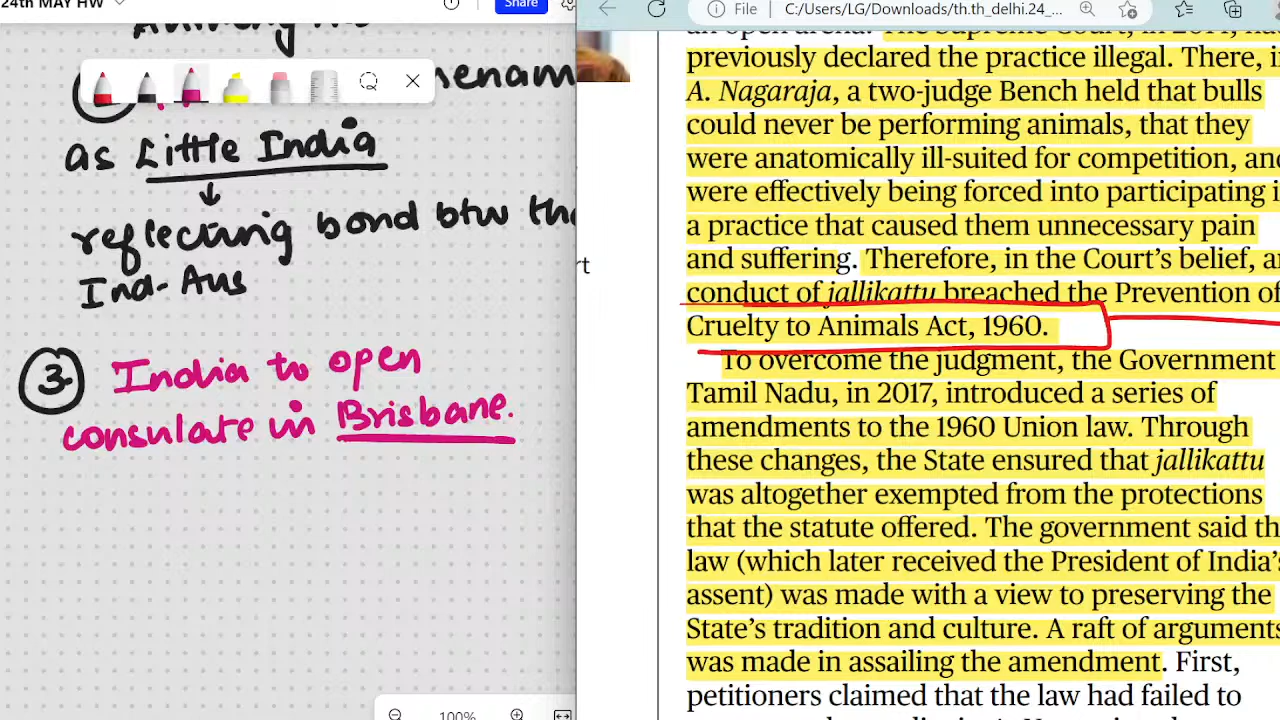 24th MAY HW
Share
as Little India
reflecting bond btw the
Ind-Aus
3 India to open
consulate in Brisbane.
100%
File C:/Users/LG/Downloads/th.th_delhi.24_...
previously declared the practice illegal. There, i
A. Nagaraja, a two-judge Bench held that bulls
could never be performing animals, that they
were anatomically ill-suited for competition, and
were effectively being forced into participating i
a practice that caused them unnecessary pain
and suffering. Therefore, in the Court's belief, a
conduct of jallikattu breached the Prevention of
Cruelty to Animals Act, 1960.
To overcome the judgment, the Government
Tamil Nadu, in 2017, introduced a series of
amendments to the 1960 Union law. Through
these changes, the State ensured that jallikattu
was altogether exempted from the protections
that the statute offered. The government said th
law (which later received the President of India's
assent) was made with a view to preserving the
State's tradition and culture. A raft of arguments
was made in assailing the amendment. First,
petitioners claimed that the law had failed to